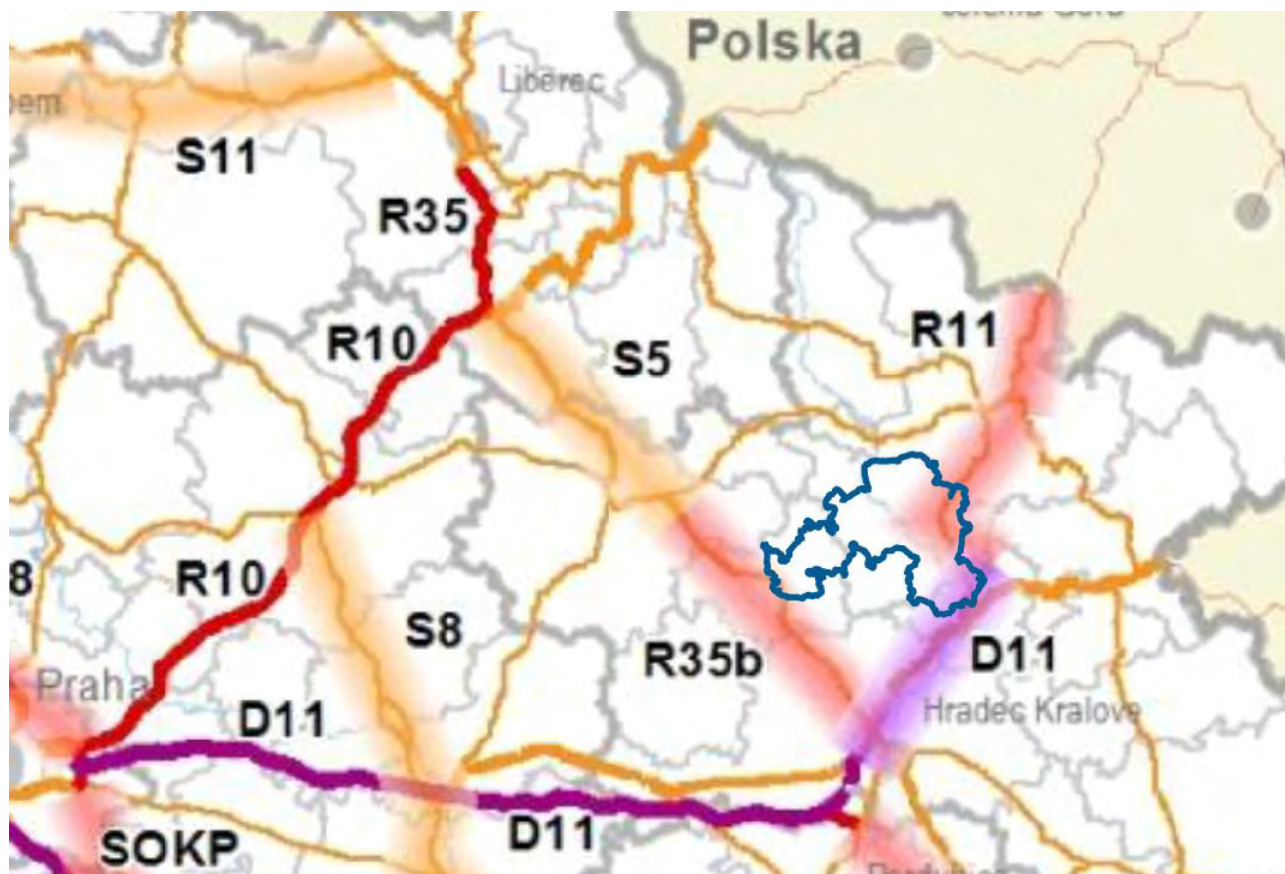 Polska
Liberec
S11
R35
R11
R10
S5
R10
S8
R35b
D11
Praha
D11
Hradec Kralove
D11
SOKP